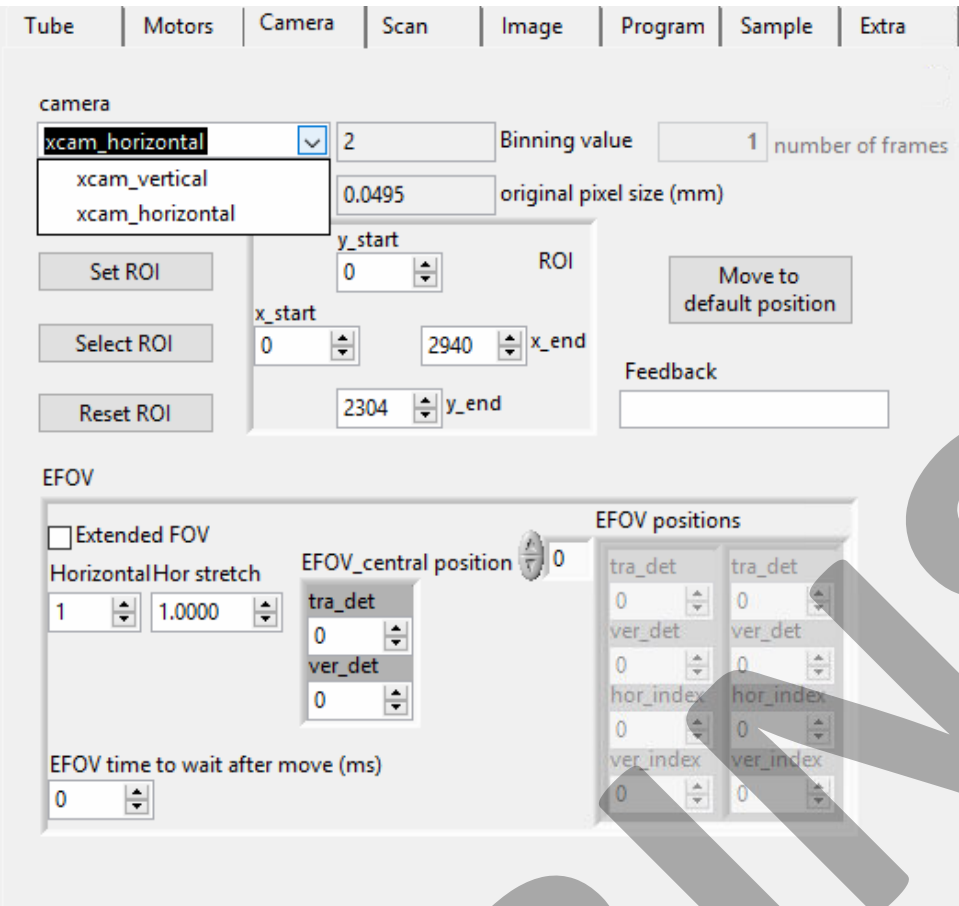 Tube Motors Camera Scan Image Program Sample Extra
camera
xcam_horizontal 2 Binning value 1 number of frames
xcam_vertical
xcam_horizontal
0.0495 original pixel size (mm)
y_start
0
ROI
Set ROI
Move to
default position
x_start
0 2940 x_end
Select ROI
Feedback
2304 y_end
Reset ROI
EFOV
Extended FOV
Horizontal Hor stretch
1 1.0000
EFOV_central position
tra_det
0
ver_det
0
EFOV time to wait after move (ms)
0
EFOV positions
0
tra_det tra_det
0 0
ver_det ver_det
0 0
hor_index hor_index
0 0
ver_index ver_index
0 0